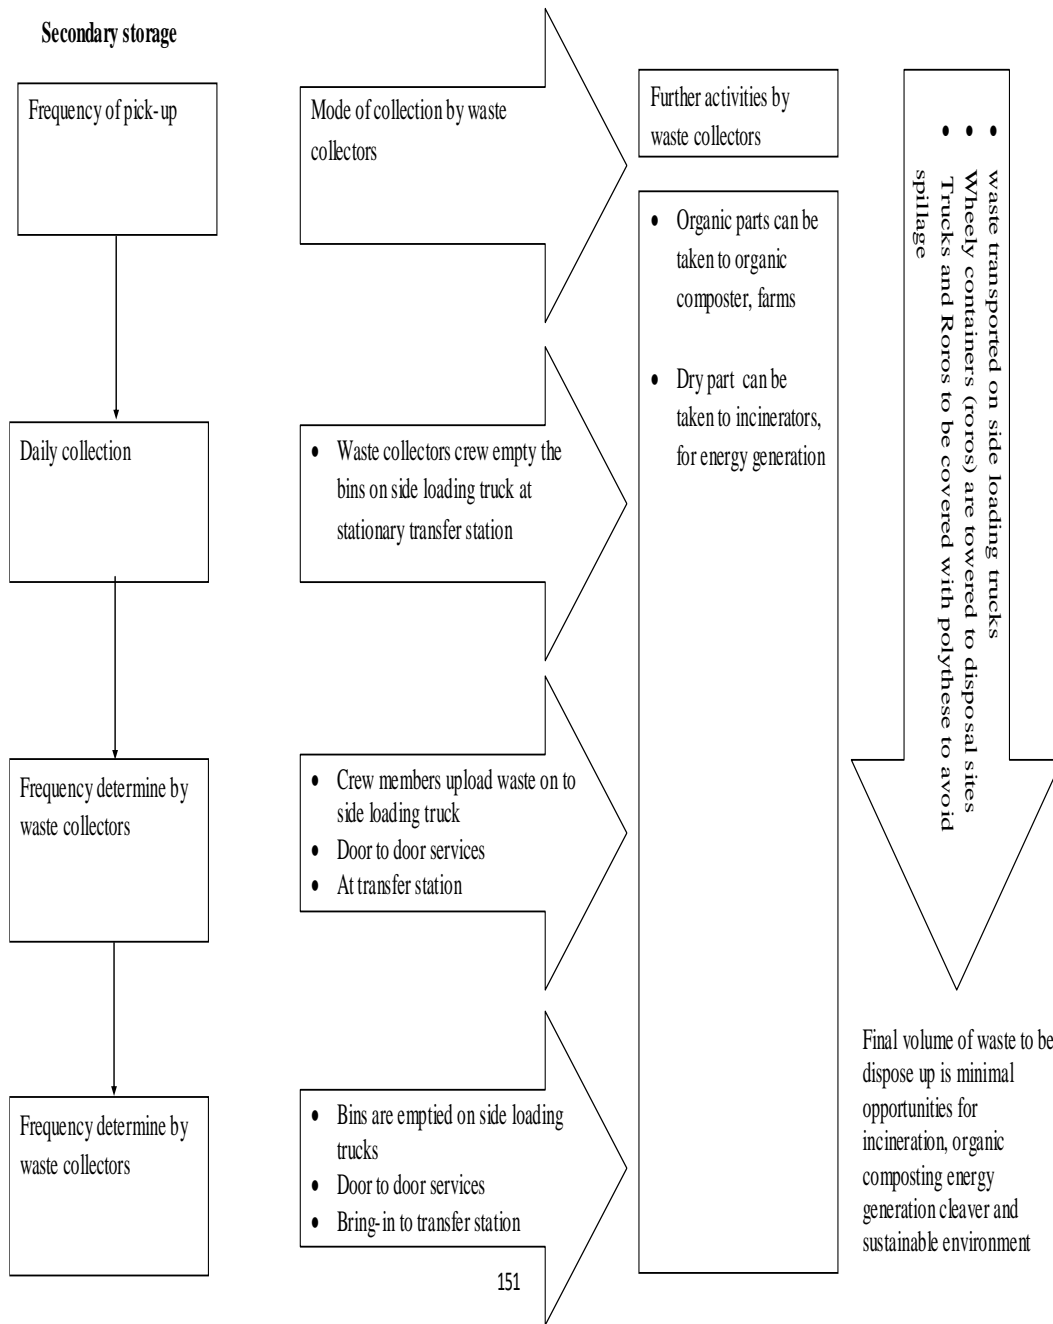 Secondary storage
Frequency of pick-up
Mode of collection by waste
collectors
Further activities by
waste collectors
• waste transported on side loading trucks
• Wheely containers (roros) are towered to disposal sites
• Trucks and Roros to be covered with polythese to avoid
spillage
• Organic parts can be
taken to organic
composter, farms
• Dry part can be
taken to incinerators,
for energy generation
Daily collection
• Waste collectors crew empty the
bins on side loading truck at
stationary transfer station
Frequency determine by
waste collectors
• Crew members upload waste on to
side loading truck
• Door to door services
• At transfer station
Frequency determine by
waste collectors
• Bins are emptied on side loading
trucks
• Door to door services
• Bring-in to transfer station
Final volume of waste to be
dispose up is minimal
opportunities for
incineration, organic
composting energy
generation cleaver and
sustainable environment
151